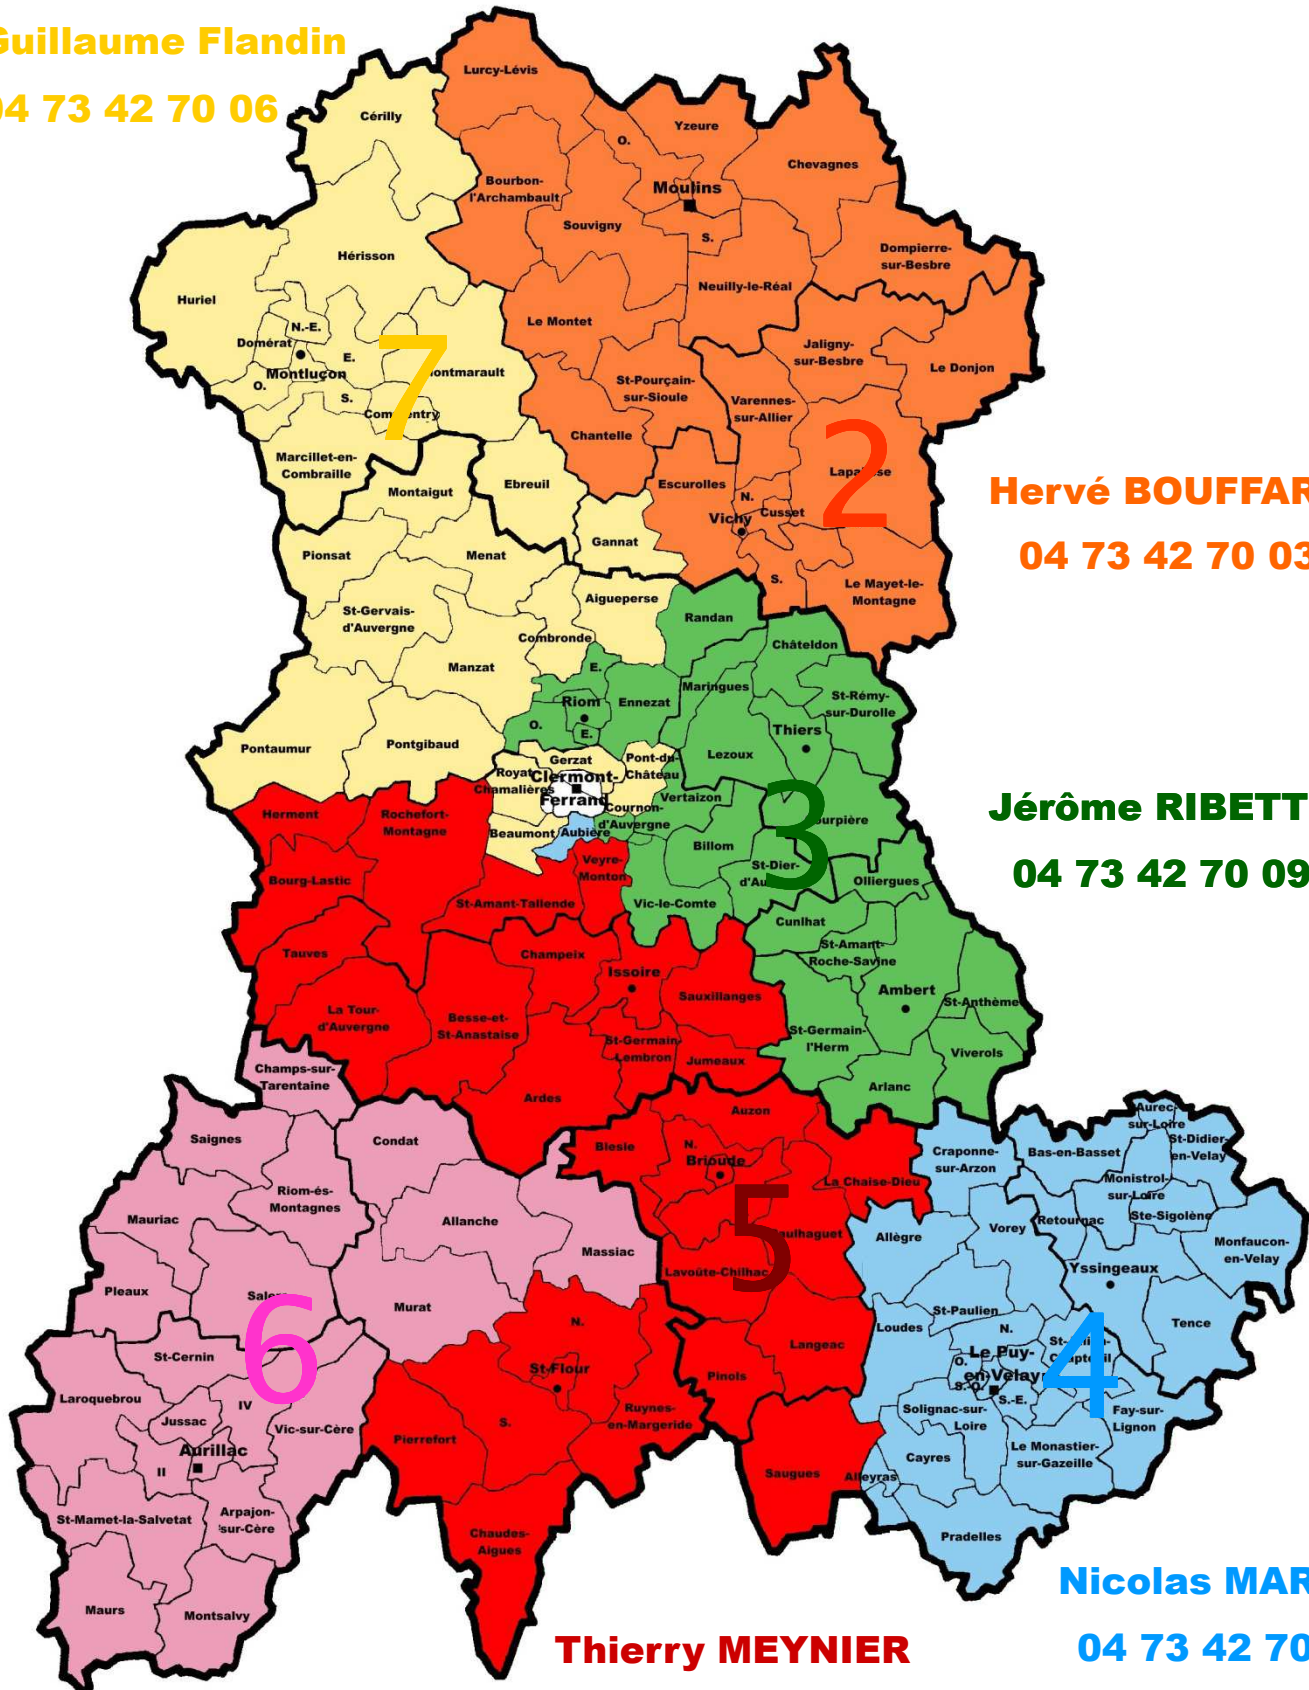 Guillaume Flandin
04 73 42 70 06
Lurcy-Lévis
Cérilly
Yzeure
O.
Chevagnes
Bourbon-
l'Archambault
Moulins
Souvigny
S.
Dompierre-
sur-Besbre
Hérisson
Neuilly-le-Réal
Huriel
Le Montet
N.-E.
Domérat
E.
Montluçon
O.
S.
7
Jaligny-
sur-Besbre
Le Donjon
St-Pourçain-
sur-Sioule
Varennes-
sur-Allier
Chantelle
2
Marcillet-en-
Combraille
Montaigut
Ebreuil
Escurolles
N.
Vichy
Cusset
Hervé BOUFFAR
04 73 42 70 03
Pionsat
Menat
Gannat
S.
Le Mayet-le-
Montagne
St-Gervais-
d'Auvergne
Aigueperse
Combronde
Randan
Châteldon
Manzat
E.
Riom
Ennezat
Maringues
St-Rémy-
sur-Durolle
O.
E.
Thiers
Lezoux
Pontaumur
Pontgibaud
Gerzat
Pont-du-
Château
Royat
Chamalières
Clermont-
Ferrand
Cournon-
d'Auvergne
Vertaizon
Beaumont
Aubière
Billom
3
Jérôme RIBETT
04 73 42 70 09
Herment
Rochefort-
Montagne
Veyre-
Monton
St-Dier-
Olliergues
Bourg-Lastic
St-Amant-Tallende
Vic-le-Comte
Cunlhat
St-Amant-
Roche-Savine
Tauves
Champeix
Issoire
Sauxillanges
Ambert
St-Anthème
La Tour-
d'Auvergne
Besse-et-
St-Anastaise
St-Germain-
Lembron
Jumeaux
St-Germain-
l'Herm
Viverols
Arlanc
Ardes
Champs-sur-
Tarentaine
Auzon
Saignes
Condat
Blesle
N.
Brioude
La Chaise-Dieu
Craponne-
sur-Arzon
Bas-en-Basset
Aurec-
sur-Loire
St-Didier-
en-Velay
Monistrol-
sur-Loire
Ste-Sigolène
Riom-és-
Montagnes
Mauriac
Allanche
Massiac
5
Lavoûte-Chilhac
Allègre
Vorey
Retournac
Yssingeaux
Monfaucon-
en-Velay
Pleaux
6
Murat
N.
St-Flour
Langeac
Pinols
St-Paulien
Loudes
N.
4
Tence
St-Cernin
Le Puy-
en-Velay
O.
S.-O.
S.-E.
Laroquebrou
IV
Jussac
Vic-sur-Cère
Aurillac
II
Pierrefort
S.
Ruynes-
en-Margeride
Solignac-sur-
Loire
Fay-sur-
Lignon
Cayres
Le Monastier-
sur-Gazeille
Saugues
Alleyras
St-Mamet-la-Salvetat
Arpajon-
sur-Cère
Chaudes-
Aigues
Pradelles
Maurs
Montsalvy
Nicolas MAR
04 73 42 70
Thierry MEYNIER